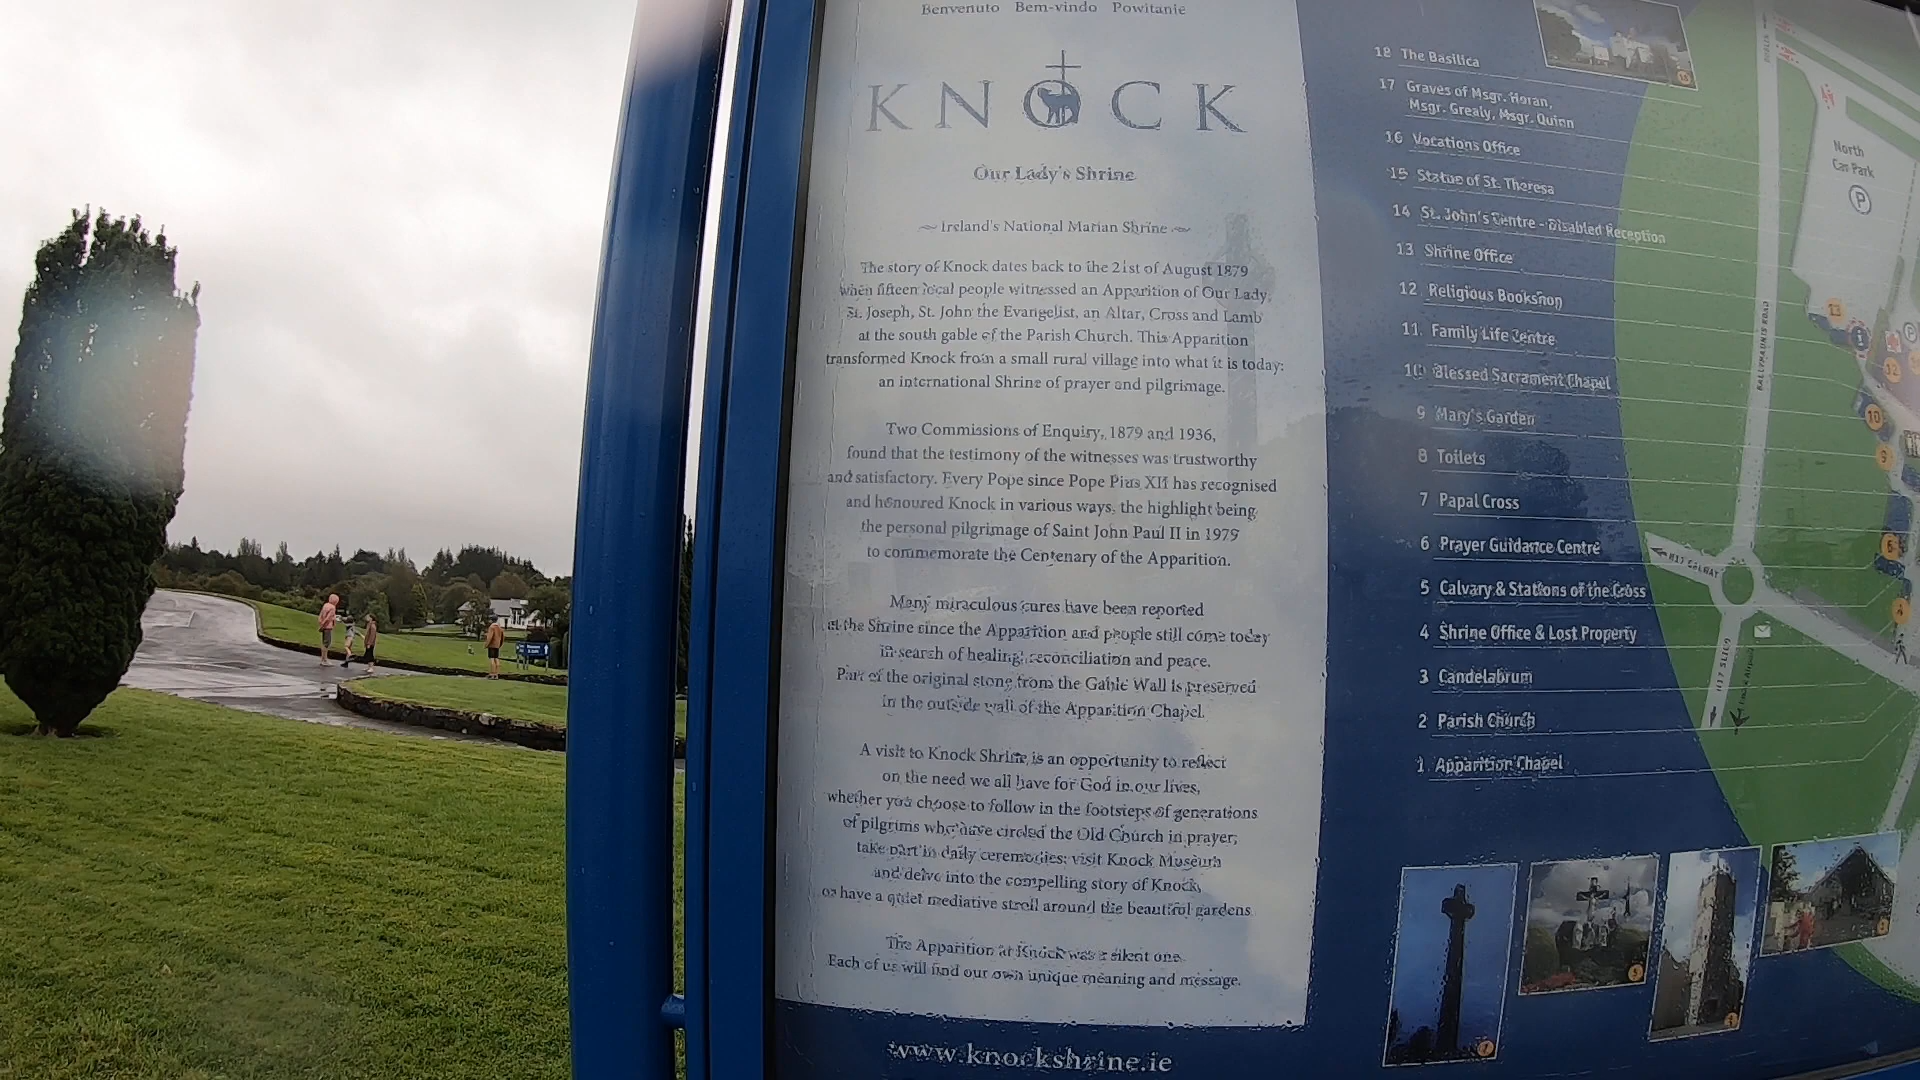 Benvenuto Bem-vindo Powitanie
KNOCK
Our Lady's Shrine
~ Ireland's National Marian Shrine ~
The story of Knock dates back to the 21st of August 1879
when fifteen local people witnessed an Apparition of Our Lady,
St. Joseph, St. John the Evangelist, an Altar, Cross and Lamb
at the south gable of the Parish Church. This Apparition
transformed Knock from a small rural village into what it is today:
an international Shrine of prayer and pilgrimage.
Two Commissions of Enquiry, 1879 and 1936,
found that the testimony of the witnesses was trustworthy
and satisfactory. Every Pope since Pope Pius XII has recognised
and honoured Knock in various ways, the highlight being
the personal pilgrimage of Saint John Paul II in 1979
to commemorate the Centenary of the Apparition.
Many miraculous cures have been reported
at the Shrine since the Apparition and people still come today
in search of healing, reconciliation and peace.
Part of the original stone from the Gable Wall is preserved
in the outside wall of the Apparition Chapel.
A visit to Knock Shrine is an opportunity to reflect
on the need we all have for God in our lives,
whether you choose to follow in the footsteps of generations
of pilgrims who have circled the Old Church in prayer,
take part in daily ceremonies; visit Knock Museum
and delve into the compelling story of Knock,
or have a quiet mediative stroll around the beautiful gardens
The Apparition at Knock was a silent one.
Each of us will find our own unique meaning and message.
www.knockshrine.ie
18 The Basilica
17 Graves of Msgr. Horan,
Msgr. Grealy, Msgr. Quinn
16 Vocations Office
15 Statue of St. Theresa
14 St. John's Centre - Disabled Reception
13 Shrine Office
12 Religious Bookshop
11 Family Life Centre
10 Blessed Sacrament Chapel
9 Mary's Garden
8 Toilets
7 Papal Cross
6 Prayer Guidance Centre
5 Calvary & Stations of the Cross
4 Shrine Office & Lost Property
3 Candelabrum
2 Parish Church
1 Apparition Chapel
North
Car Park
P
BALLYHAUNIS ROAD
N17 GALWAY
N17 SLIGO
13
12
10
9
6
4
15
7
5